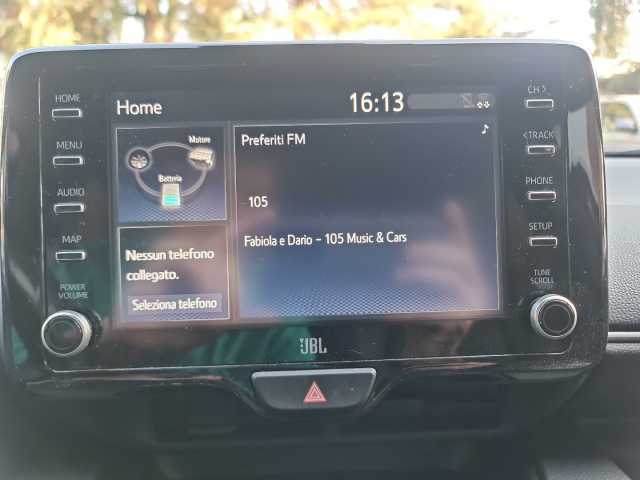 HOME
MENU
AUDIO
MAP
POWER
VOLUME
Home
16:13
Motore
Batteria
Nessun telefono
collegato.
Seleziona telefono
Preferiti FM
105
Fabiola e Dario - 105 Music & Cars
CH >
< TRACK
PHONE
SETUP
TUNE
SCROLL
JBL